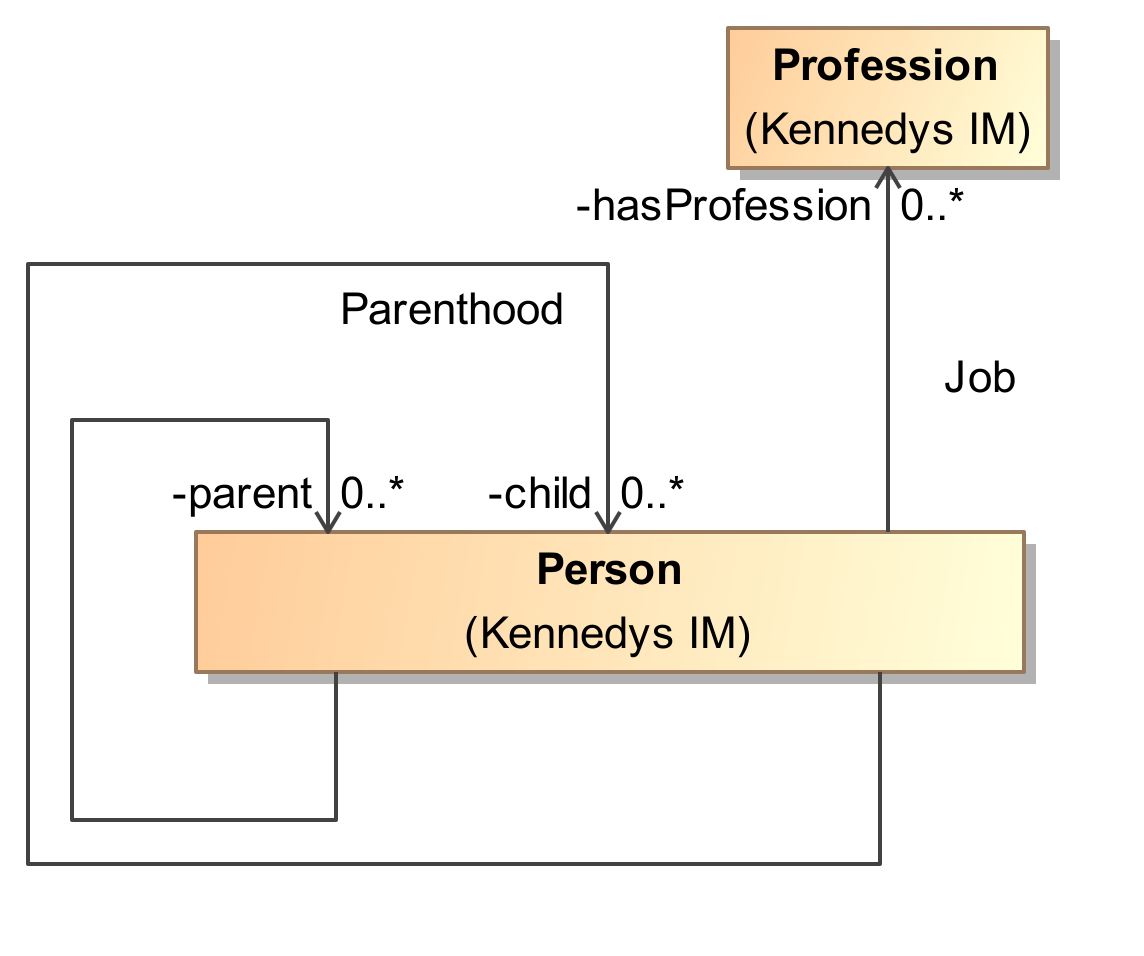 Profession
(Kennedys IM)
-hasProfession 0..*
Parenthood
Job
-parent 0..* -child 0..*
Person
(Kennedys IM)